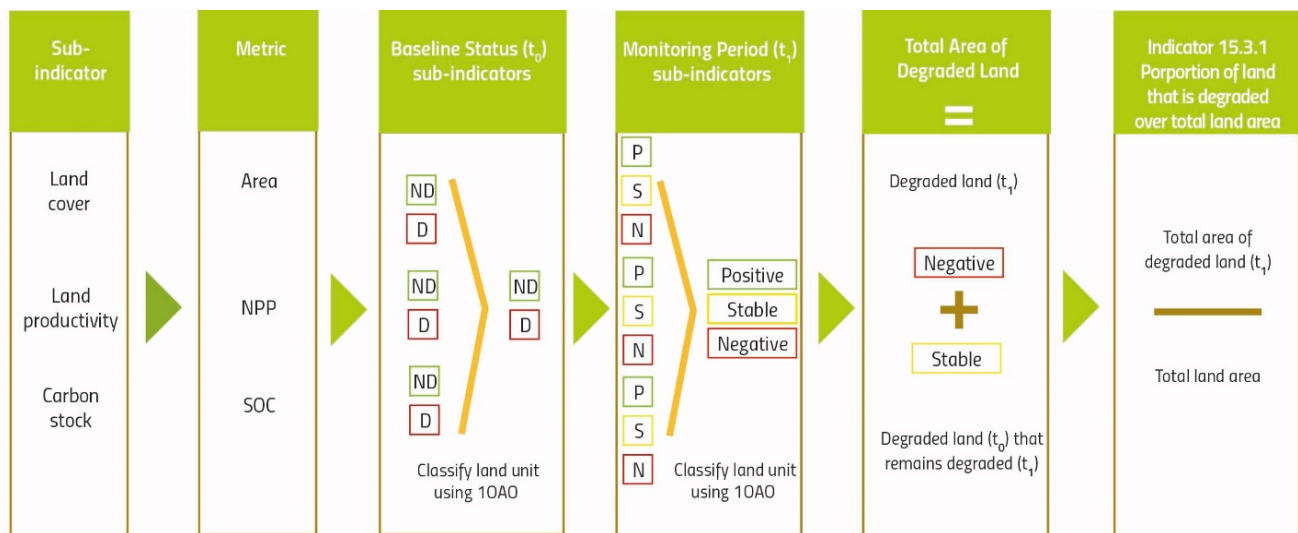 Sub-
indicator
Land
cover
Land
productivity
Carbon
stock
Metric
Area
NPP
SOC
Baseline Status (t0)
sub-indicators
ND
D
ND
D
ND
D
ND
D
Classify land unit
using 1OAO
Monitoring Period (t1)
sub-indicators
P
S
N
P
S
N
P
S
N
Positive
Stable
Negative
Classify land unit
using 1OAO
Total Area of
Degraded Land
=
Degraded land (t1)
Negative
+
Stable
Degraded land (t0) that
remains degraded (t1)
Indicator 15.3.1
Porportion of land
that is degraded
over total land area
Total area of
degraded land (t1)
Total land area